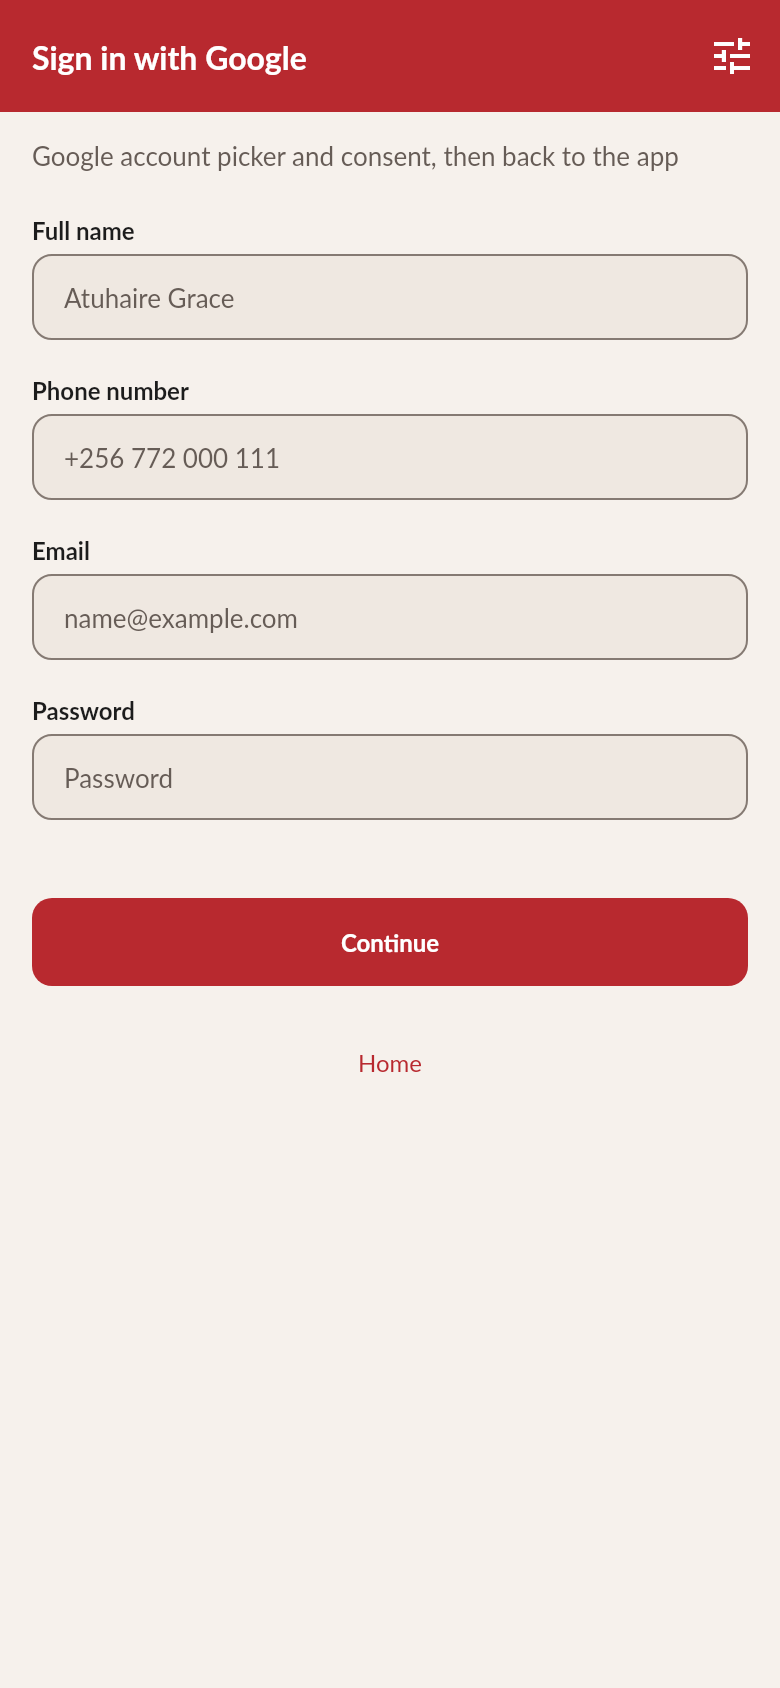 Sign in with Google
Google account picker and consent, then back to the app
Full name
Atuhaire Grace
Phone number
+256 772 000 111
Email
name@example.com
Password
Password
Continue
Home